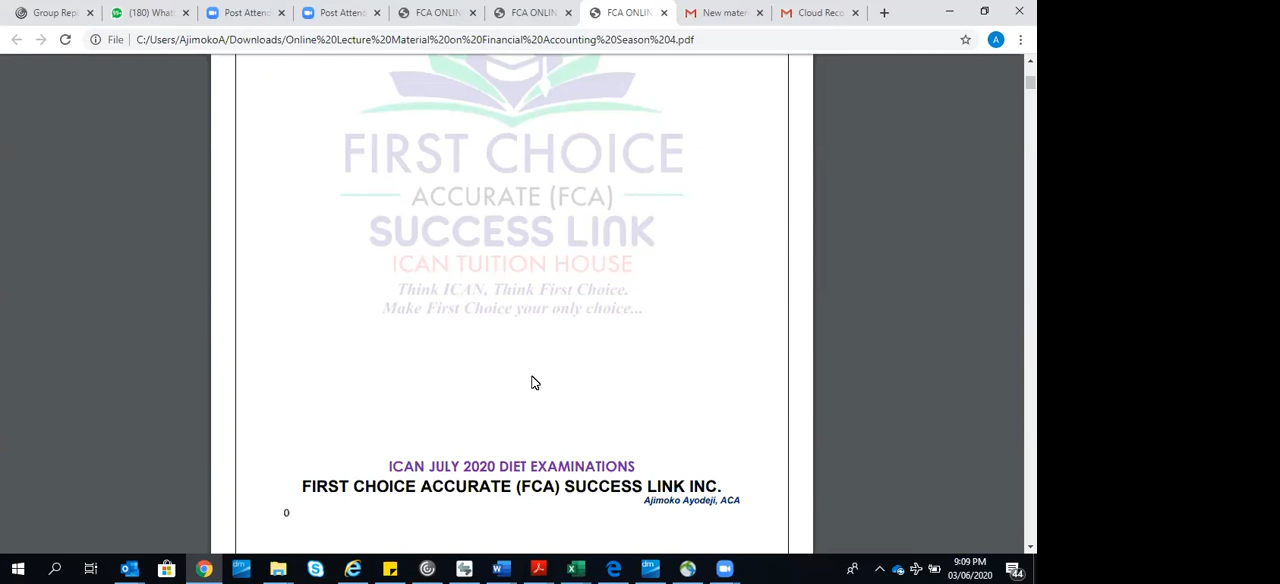 Group Rep
(180) What
Post Attend
Post Attend
FCA ONLIN
FCA ONLIN
FCA ONLIN
New mater
Cloud Reco
File
C:/Users/AjimokoA/Downloads/Online%20Lecture%20Material%20on%20Financial%20Accounting%20Season%204.pdf
A
FIRST CHOICE
ACCURATE (FCA)
SUCCESS LINK
ICAN TUITION HOUSE
Think ICAN, Think First Choice.
Make First Choice your only choice...
ICAN JULY 2020 DIET EXAMINATIONS
FIRST CHOICE ACCURATE (FCA) SUCCESS LINK INC.
Ajimoko Ayodeji, ACA
0
9:09 PM
03/06/2020
44